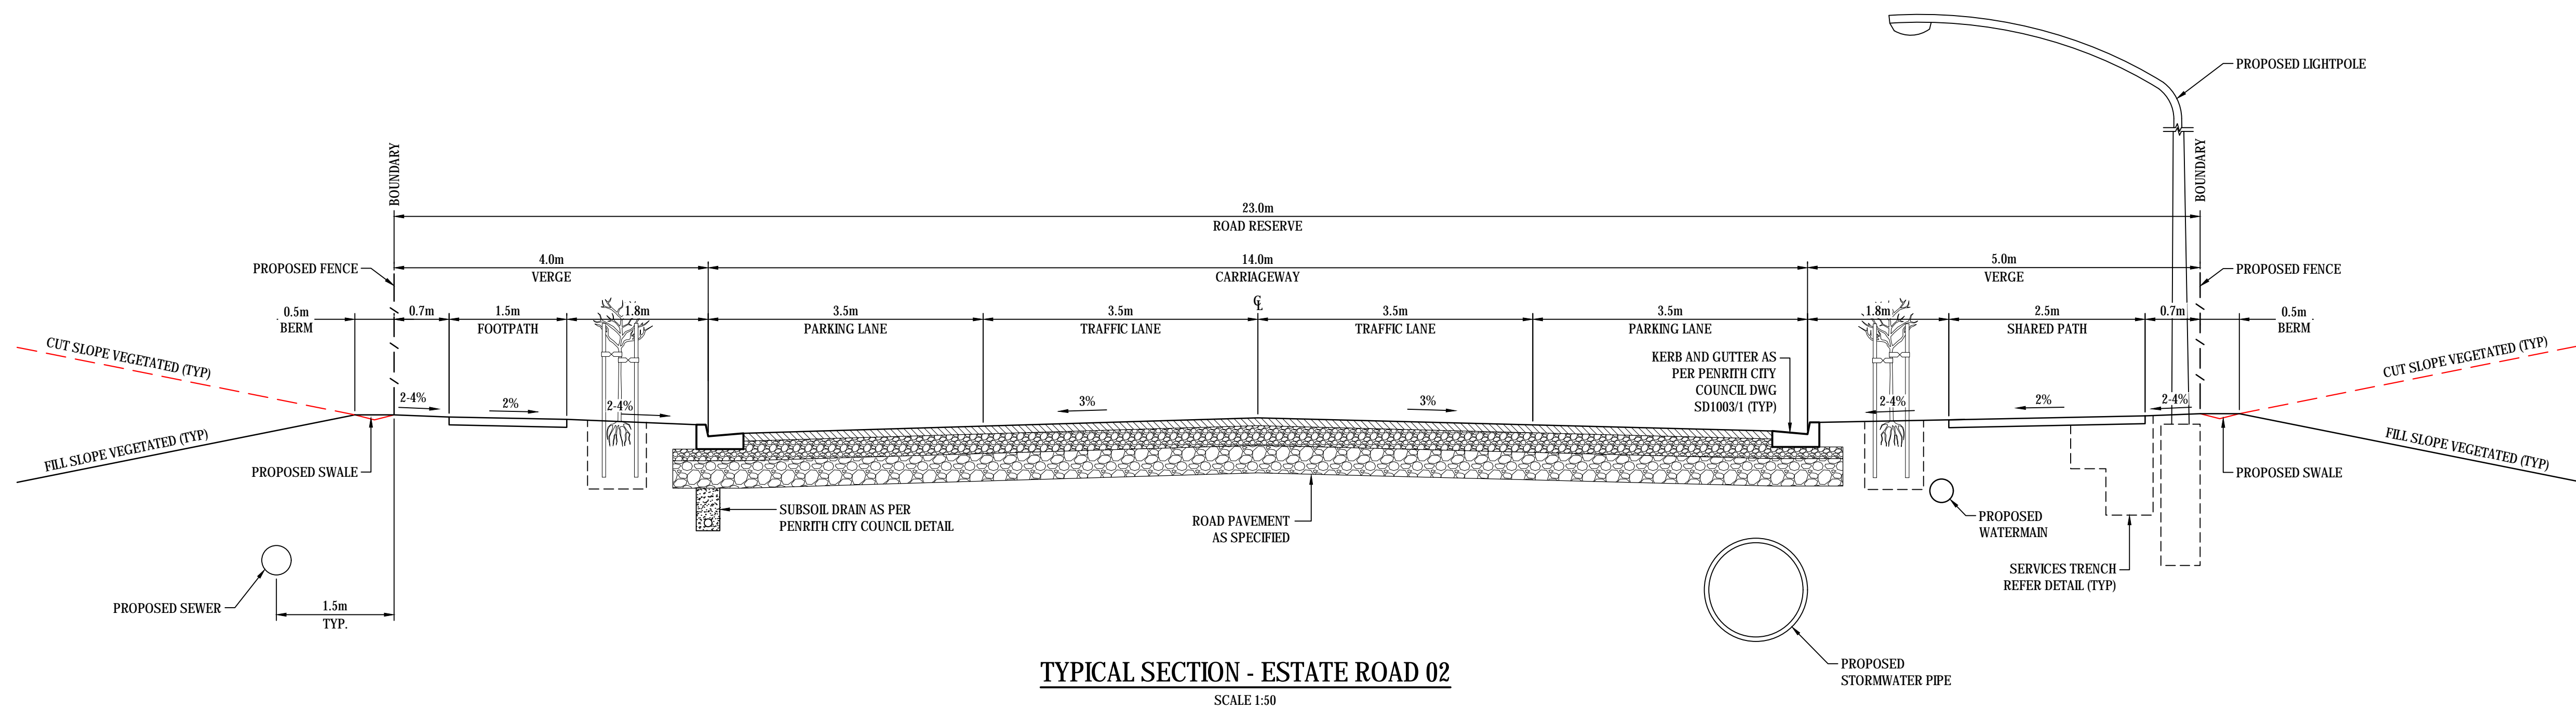 PROPOSED LIGHTPOLE
BOUNDARY
BOUNDARY
23.0m
ROAD RESERVE
PROPOSED FENCE
4.0m
VERGE
14.0m
CARRIAGEWAY
5.0m
VERGE
PROPOSED FENCE
0.5m
BERM
0.7m
1.5m
FOOTPATH
1.8m
3.5m
PARKING LANE
3.5m
TRAFFIC LANE
CL
3.5m
TRAFFIC LANE
3.5m
PARKING LANE
1.8m
2.5m
SHARED PATH
0.7m
0.5m
BERM
CUT SLOPE VEGETATED (TYP)
FILL SLOPE VEGETATED (TYP)
2-4%
2%
2-4%
3%
3%
KERB AND GUTTER AS
PER PENRITH CITY
COUNCIL DWG
SD1003/1 (TYP)
2-4%
2%
2-4%
CUT SLOPE VEGETATED (TYP)
FILL SLOPE VEGETATED (TYP)
PROPOSED SWALE
PROPOSED SWALE
SUBSOIL DRAIN AS PER
PENRITH CITY COUNCIL DETAIL
ROAD PAVEMENT
AS SPECIFIED
PROPOSED
WATERMAIN
SERVICES TRENCH
REFER DETAIL (TYP)
PROPOSED SEWER
1.5m
TYP.
PROPOSED
STORMWATER PIPE
TYPICAL SECTION - ESTATE ROAD 02
SCALE 1:50